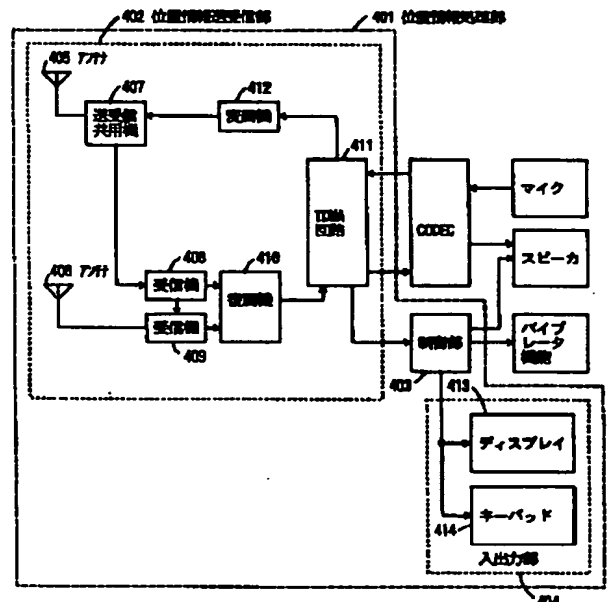 402 位置情報送受信部
401 位置情報処理部
405 アンテナ
407
送受信
共用機
412
変調機
411
TDMA
回路
CODEC
マイク
スピーカ
406 アンテナ
408
受信機
410
復調機
受信機
409
制御部
403
バイブ
レータ
機能
413
ディスプレイ
キーパッド
414
入出力部
404